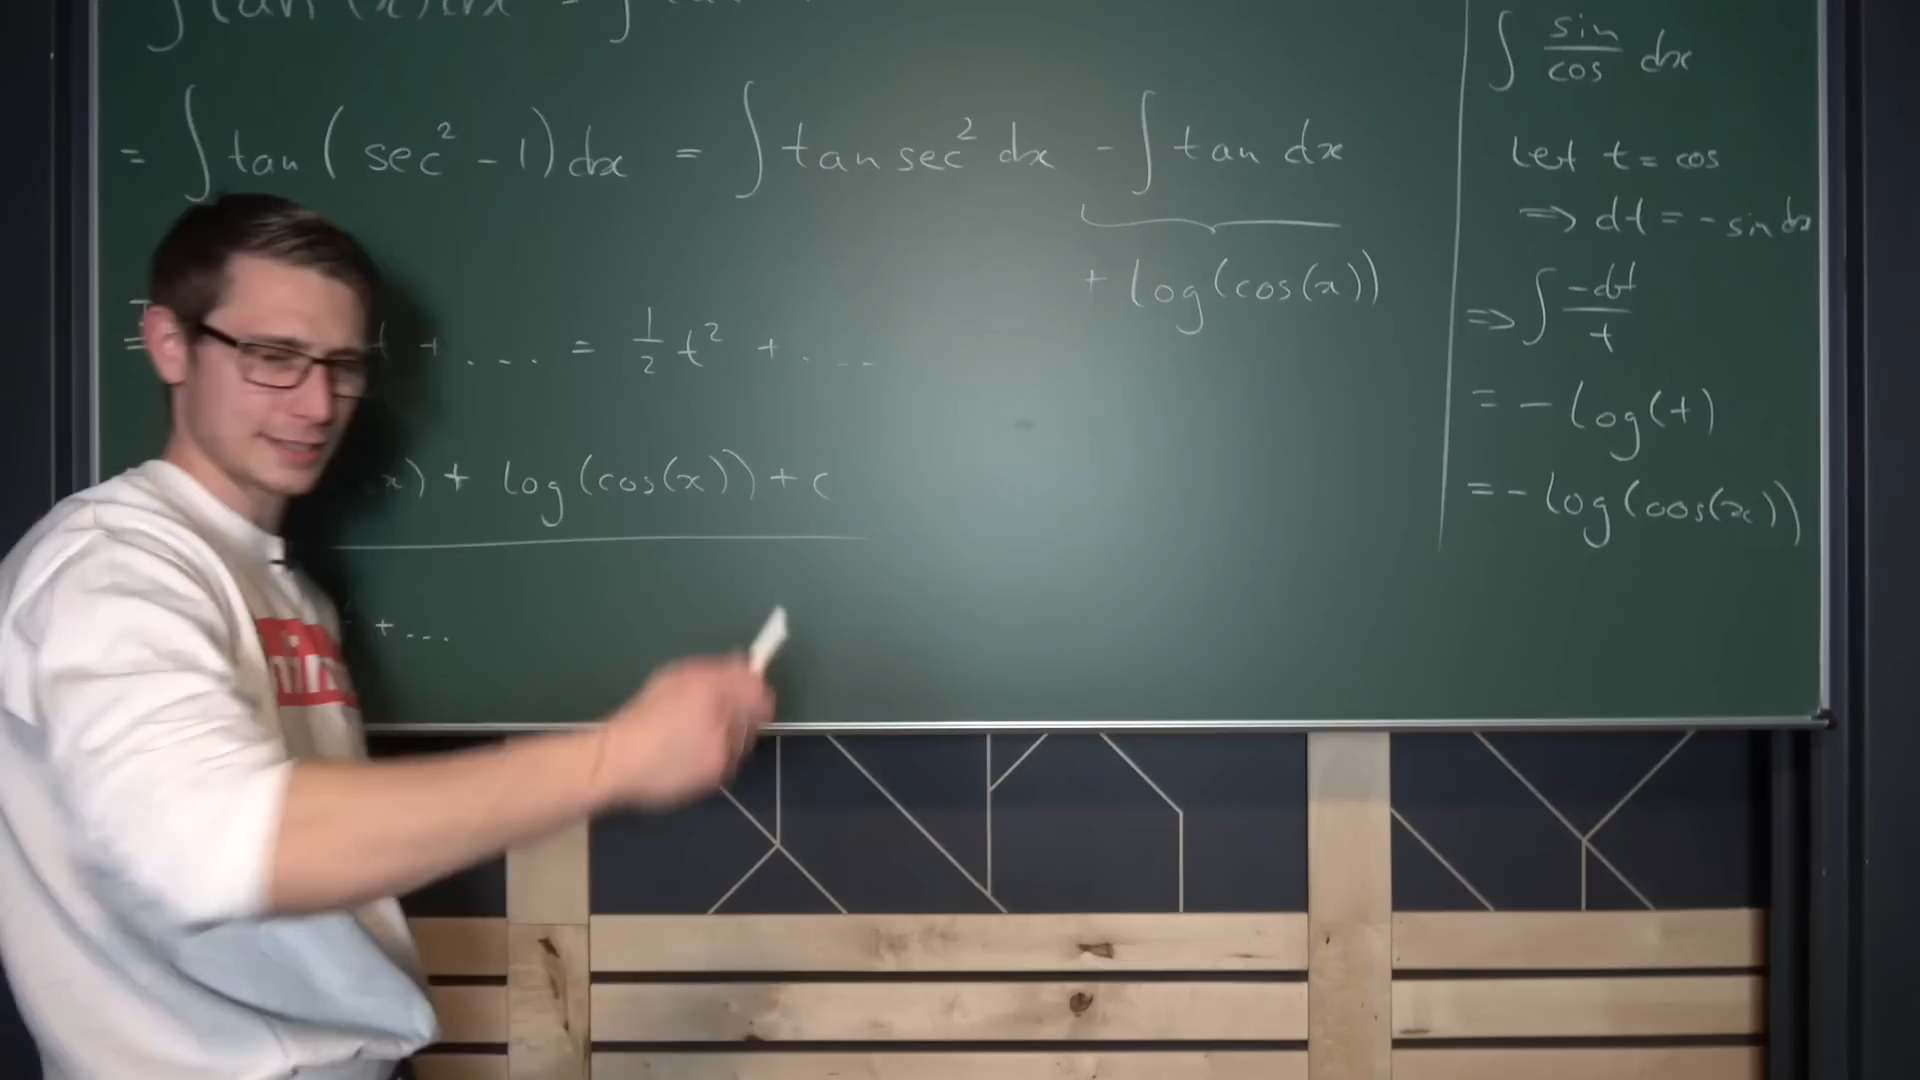 = ∫ tan ( sec² - 1) dx = ∫ tan sec² dx - ∫ tan dx
+ log(cos(x))
+ .... = 1/2 t² + ....
x) + log(cos(x)) + c
+ ...
∫ sin/cos dx
Let t = cos
⇒ dt = - sin dx
⇒ ∫ -dt/t
= - log(t)
= - log(cos(x))